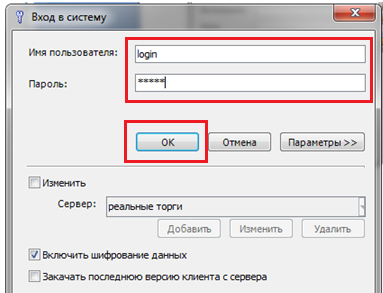 Вход в систему
Имя пользователя: login
Пароль: *****
ОК Отмена Параметры >>
Изменить
Сервер: реальные торги
Добавить Изменить Удалить
Включить шифрование данных
Закачать последнюю версию клиента с сервера